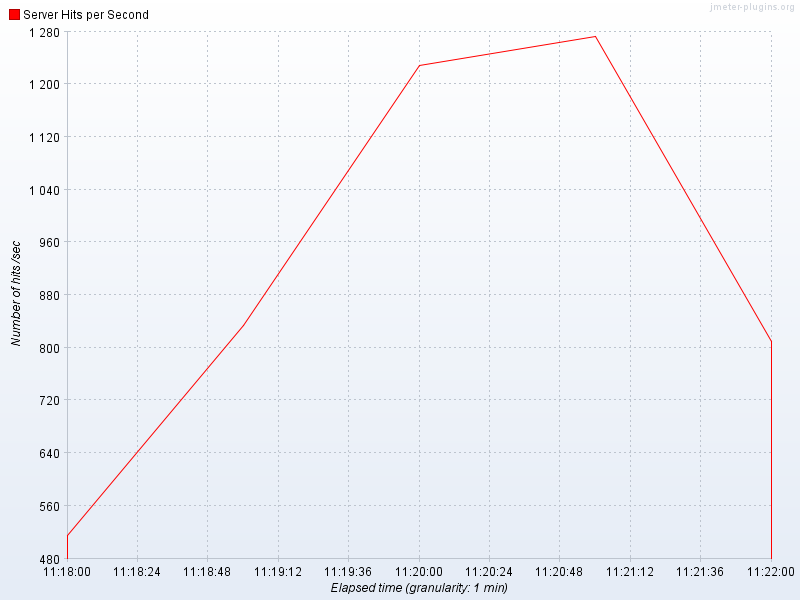 jmeter-plugins.org
Server Hits per Second
1 280
1 200
1 120
1 040
960
880
800
720
640
560
480
Number of hits /sec
11:18:00 11:18:24 11:18:48 11:19:12 11:19:36 11:20:00 11:20:24 11:20:48 11:21:12 11:21:36 11:22:00
Elapsed time (granularity: 1 min)